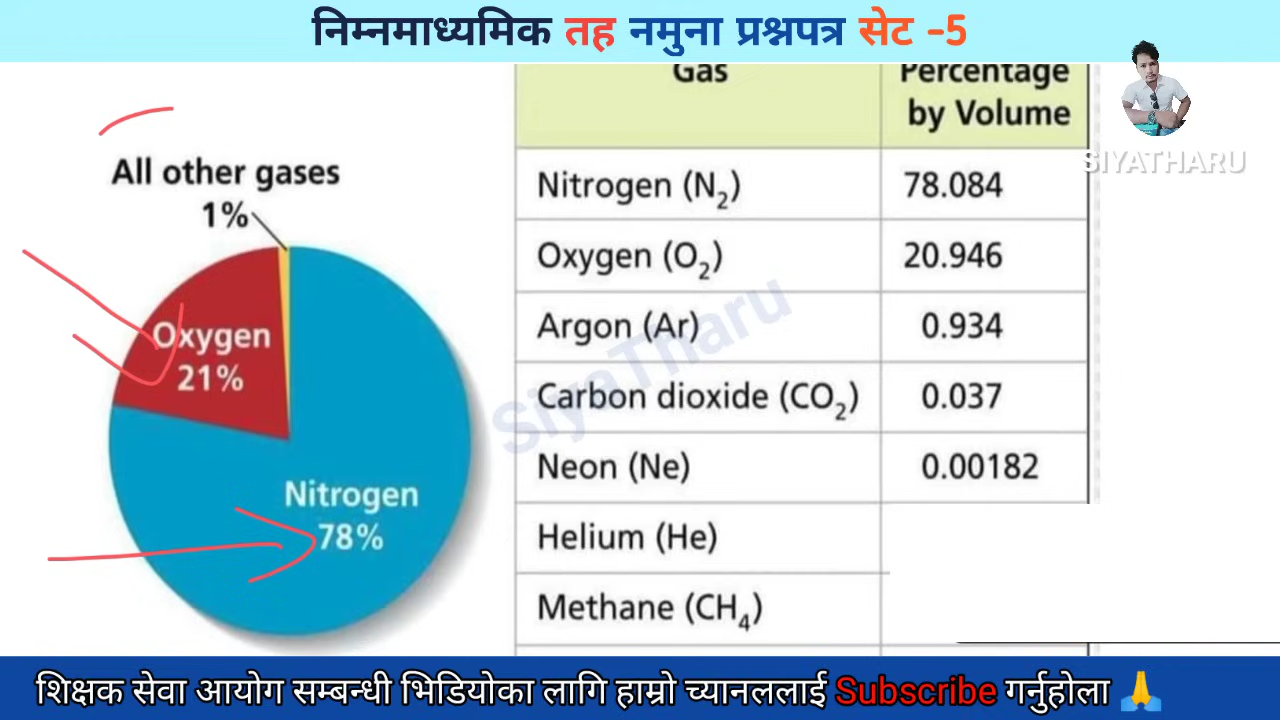 निम्नमाध्यमिक तह नमुना प्रश्नपत्र सेट -5
All other gases
1%
Oxygen
21%
Nitrogen
78%
Gas
Percentage
by Volume
Nitrogen (N₂) 78.084
Oxygen (O₂) 20.946
Argon (Ar) 0.934
Carbon dioxide (CO₂) 0.037
Neon (Ne) 0.00182
Helium (He)
Methane (CH₄)
SIYATHARU
SiyaTharu
शिक्षक सेवा आयोग सम्बन्धी भिडियोका लागि हाम्रो च्यानललाई Subscribe गर्नुहोला 🙏